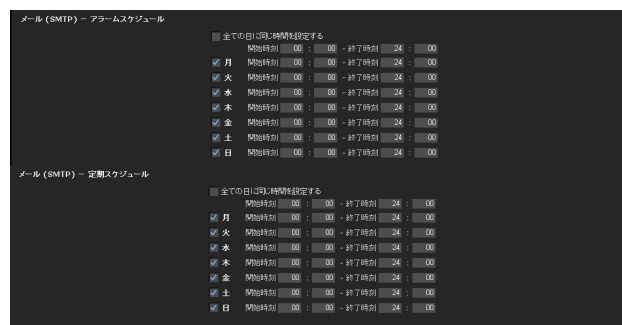 メール (SMTP) － アラームスケジュール
全ての日に同じ時間を設定する
開始時刻 00 : 00 - 終了時刻 24 : 00
月 開始時刻 00 : 00 - 終了時刻 24 : 00
火 開始時刻 00 : 00 - 終了時刻 24 : 00
水 開始時刻 00 : 00 - 終了時刻 24 : 00
木 開始時刻 00 : 00 - 終了時刻 24 : 00
金 開始時刻 00 : 00 - 終了時刻 24 : 00
土 開始時刻 00 : 00 - 終了時刻 24 : 00
日 開始時刻 00 : 00 - 終了時刻 24 : 00
メール (SMTP) － 定期スケジュール
全ての日に同じ時間を設定する
開始時刻 00 : 00 - 終了時刻 24 : 00
月 開始時刻 00 : 00 - 終了時刻 24 : 00
火 開始時刻 00 : 00 - 終了時刻 24 : 00
水 開始時刻 00 : 00 - 終了時刻 24 : 00
木 開始時刻 00 : 00 - 終了時刻 24 : 00
金 開始時刻 00 : 00 - 終了時刻 24 : 00
土 開始時刻 00 : 00 - 終了時刻 24 : 00
日 開始時刻 00 : 00 - 終了時刻 24 : 00